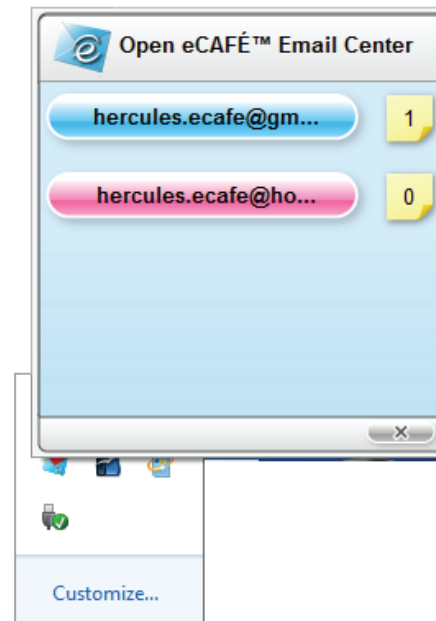 Open eCAFÉ™ Email Center
hercules.ecafe@gm...
1
hercules.ecafe@ho...
0
Customize...